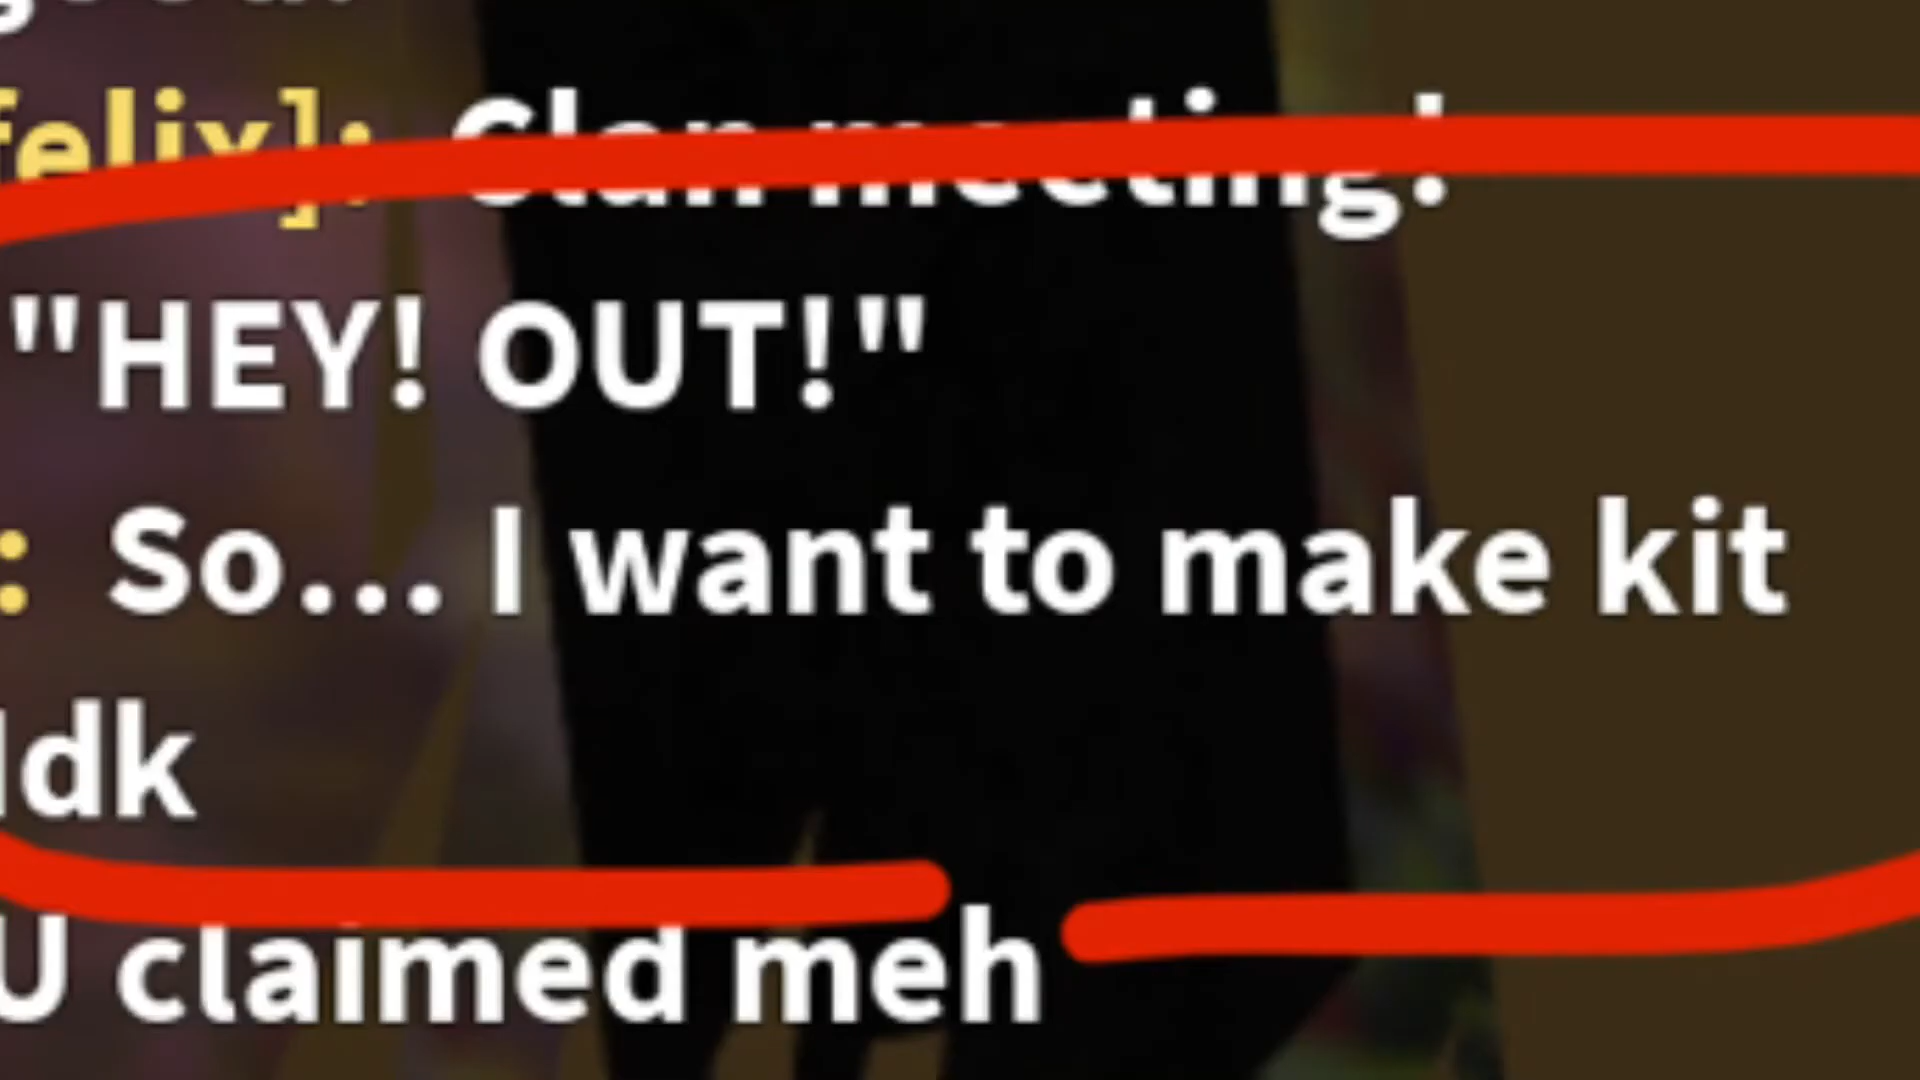 felix]: Clan meeting!
"HEY! OUT!"
: So... I want to make kit
Idk
U claimed meh